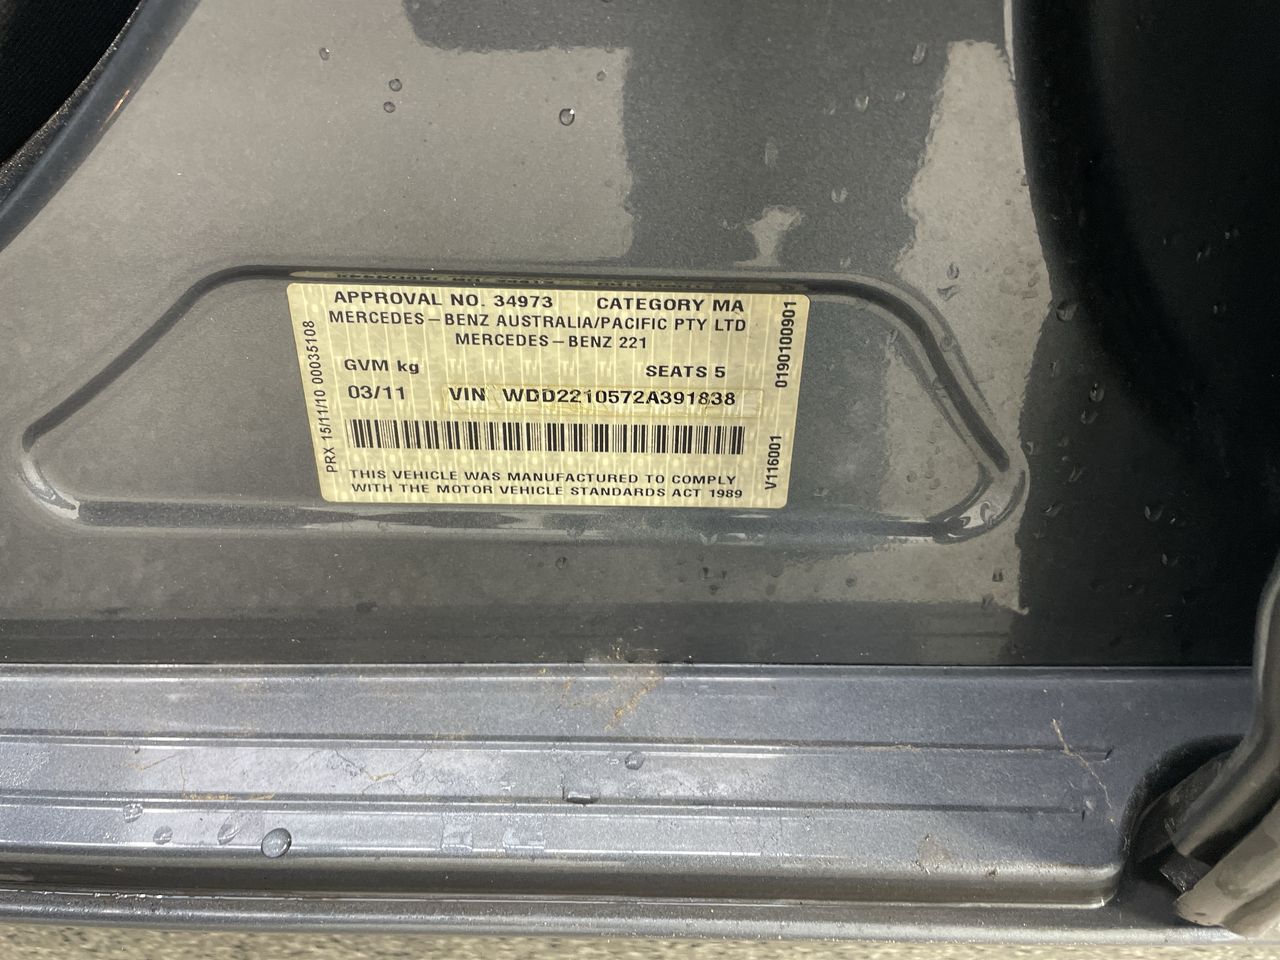 APPROVAL NO. 34973 CATEGORY MA
MERCEDES-BENZ AUSTRALIA/PACIFIC PTY LTD
MERCEDES-BENZ 221
GVM kg SEATS 5
03/11 VIN WDD2210572A391838
THIS VEHICLE WAS MANUFACTURED TO COMPLY
WITH THE MOTOR VEHICLE STANDARDS ACT 1989
PRX 15/11/10 00035108
V116001 0190100901